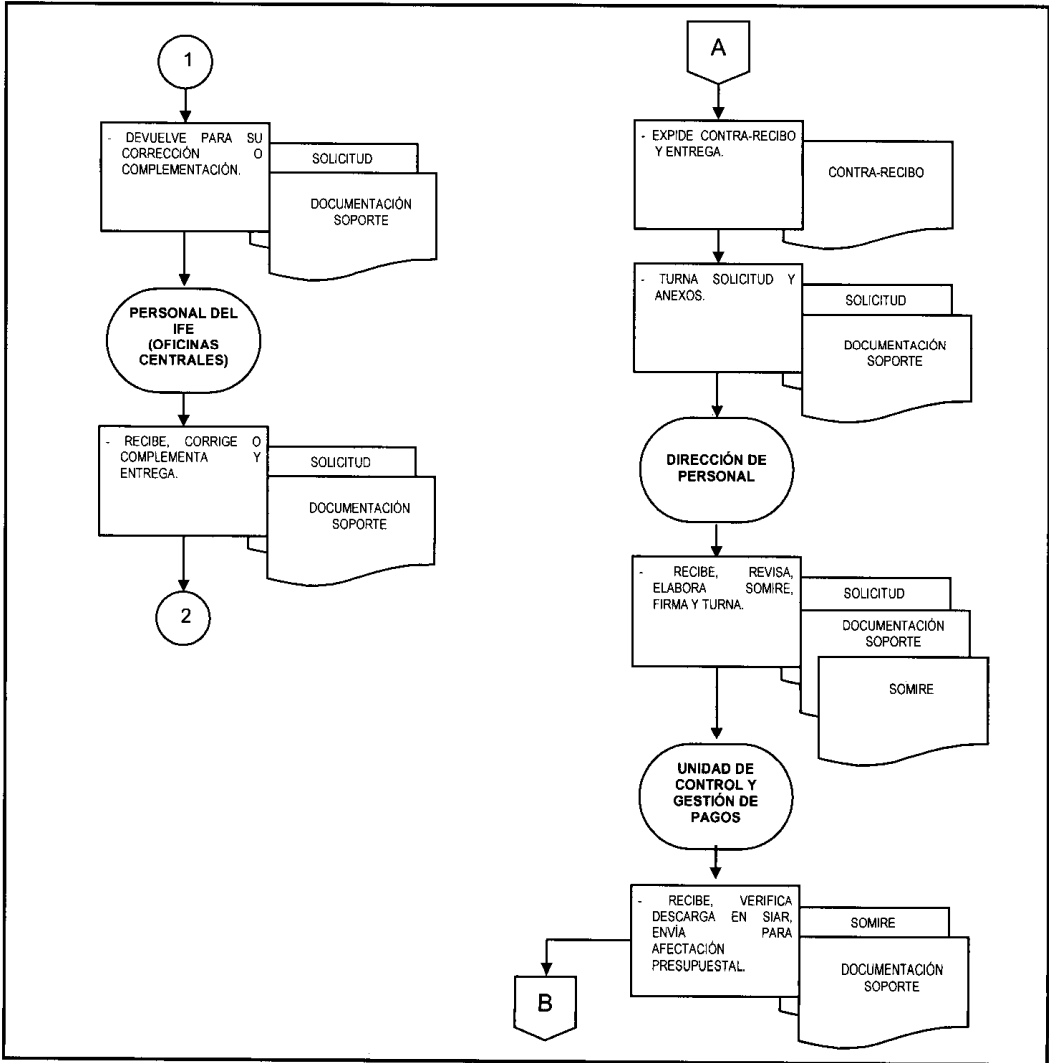 1
- DEVUELVE PARA SU
CORRECCIÓN O
COMPLEMENTACIÓN.
SOLICITUD
DOCUMENTACIÓN
SOPORTE
PERSONAL DEL
IFE
(OFICINAS
CENTRALES)
- RECIBE, CORRIGE O
COMPLEMENTA Y
ENTREGA.
SOLICITUD
DOCUMENTACIÓN
SOPORTE
2
A
- EXPIDE CONTRA-RECIBO
Y ENTREGA.
CONTRA-RECIBO
- TURNA SOLICITUD Y
ANEXOS.
SOLICITUD
DOCUMENTACIÓN
SOPORTE
DIRECCIÓN DE
PERSONAL
- RECIBE, REVISA,
ELABORA SOMIRE,
FIRMA Y TURNA.
SOLICITUD
DOCUMENTACIÓN
SOPORTE
SOMIRE
UNIDAD DE
CONTROL Y
GESTIÓN DE
PAGOS
- RECIBE, VERIFICA
DESCARGA EN SIAR,
ENVÍA PARA
AFECTACIÓN
PRESUPUESTAL.
SOMIRE
DOCUMENTACIÓN
SOPORTE
B